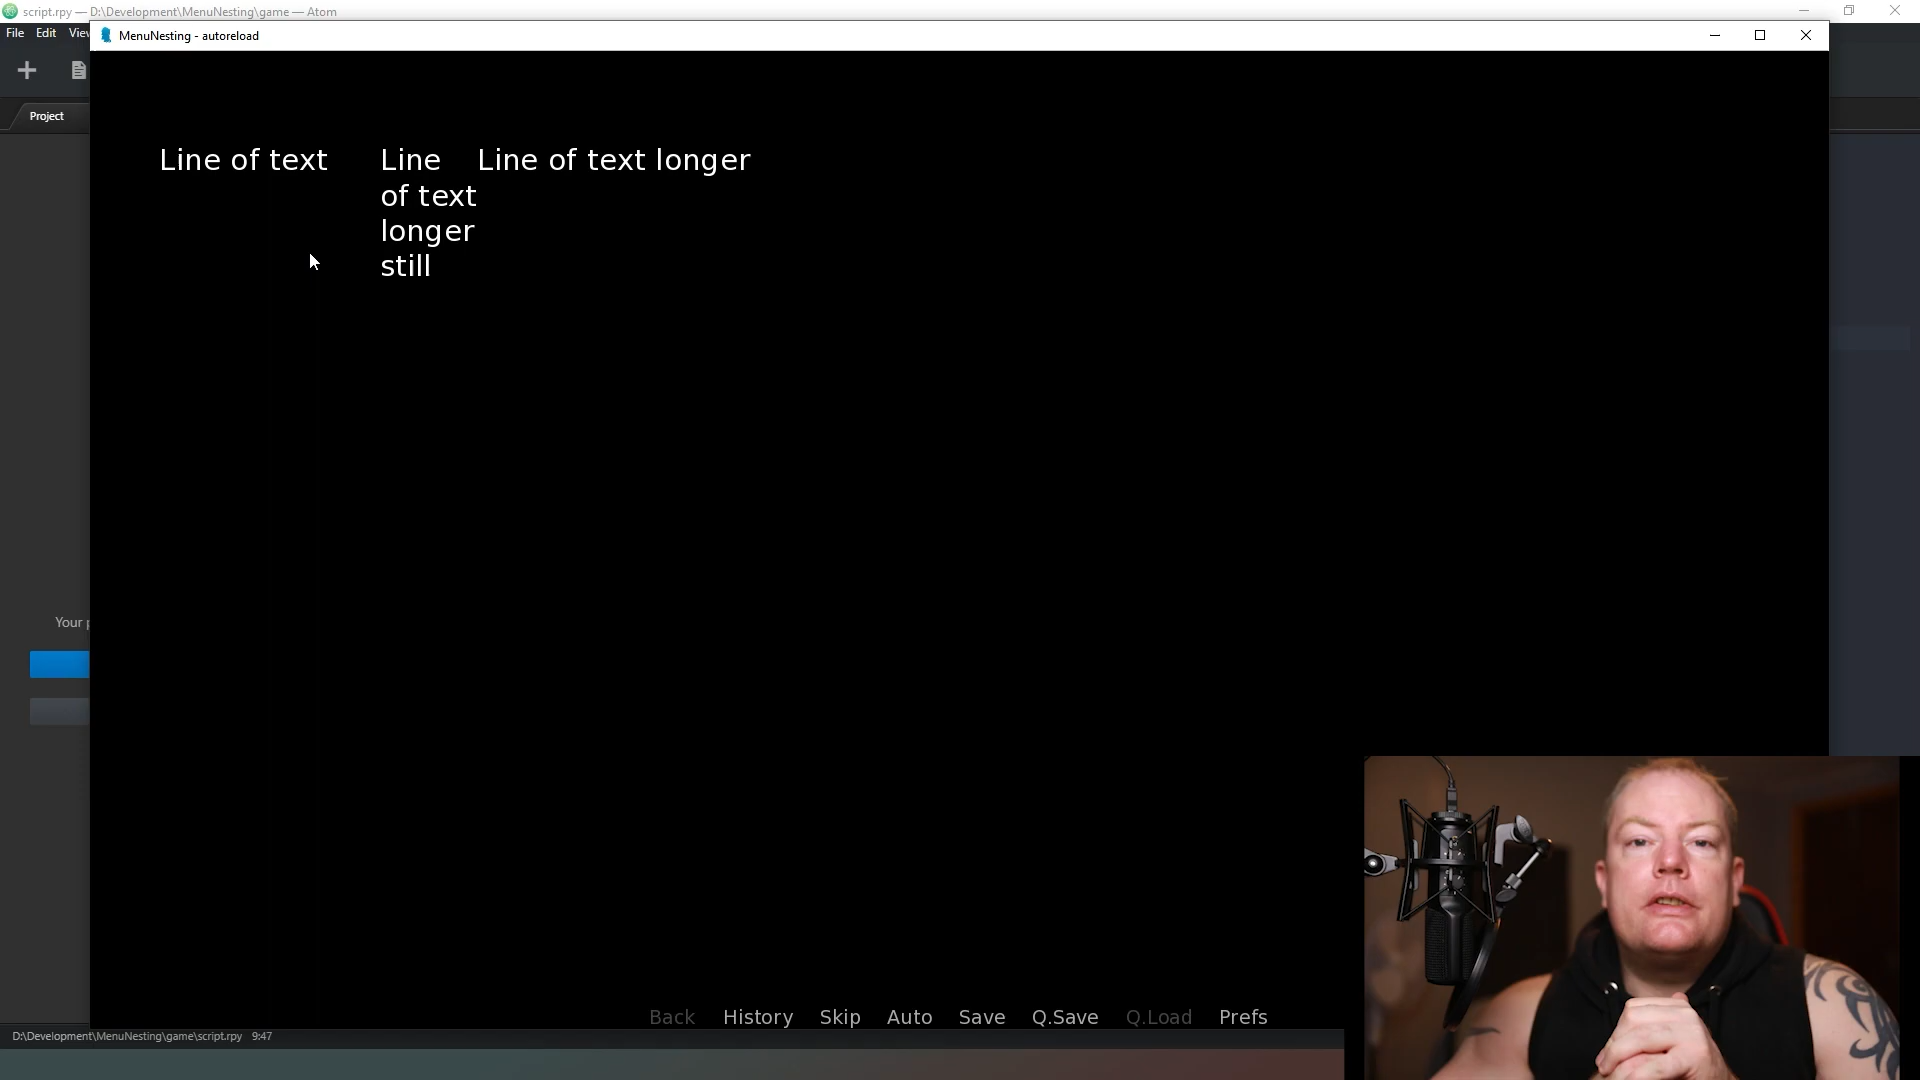 script.rpy — D:\Development\MenuNesting\game — Atom
File Edit View
MenuNesting - autoreload
Project
Line of text
Line
of text
longer
still
Line of text longer
Your
Back History Skip Auto Save Q.Save Q.Load Prefs
D:\Development\MenuNesting\game\script.rpy 9:47